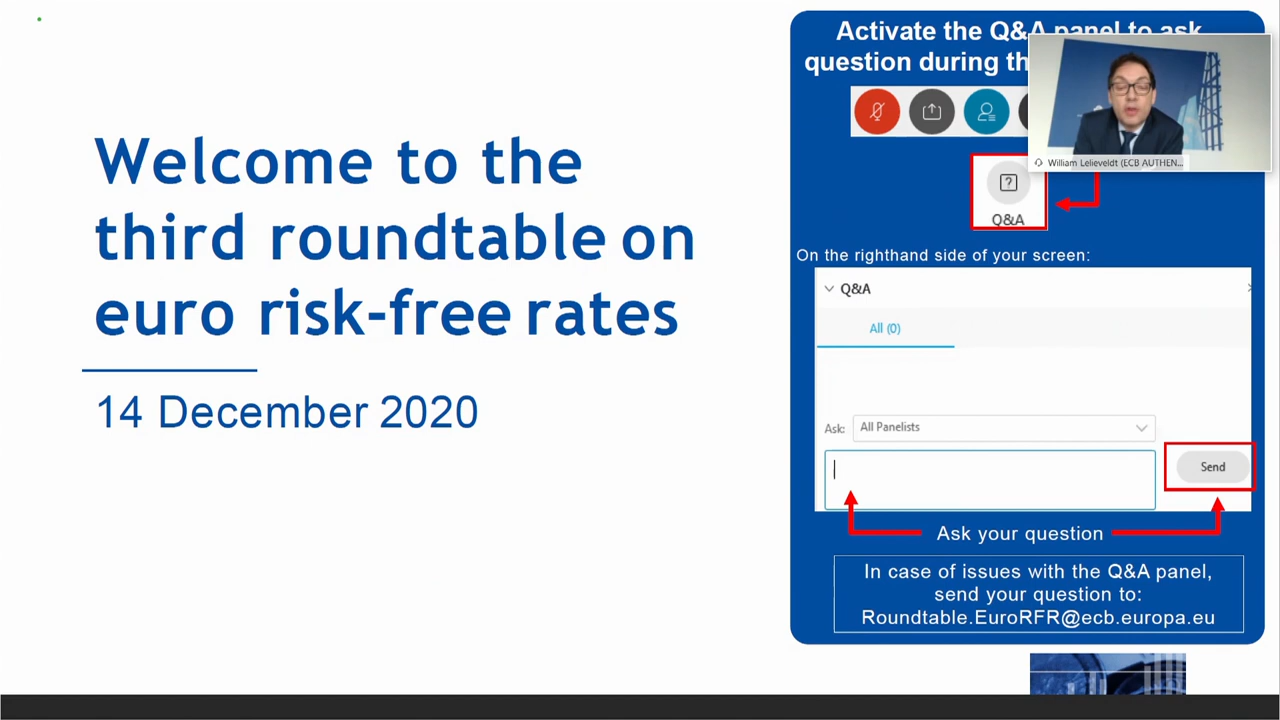 Welcome to the
third roundtable on
euro risk-free rates
14 December 2020
Activate the Q&A panel to ask
question during th
William Lelieveldt (ECB AUTHEN...
Q&A
On the righthand side of your screen:
Q&A
All (0)
Ask: All Panelists
Send
Ask your question
In case of issues with the Q&A panel,
send your question to:
Roundtable.EuroRFR@ecb.europa.eu